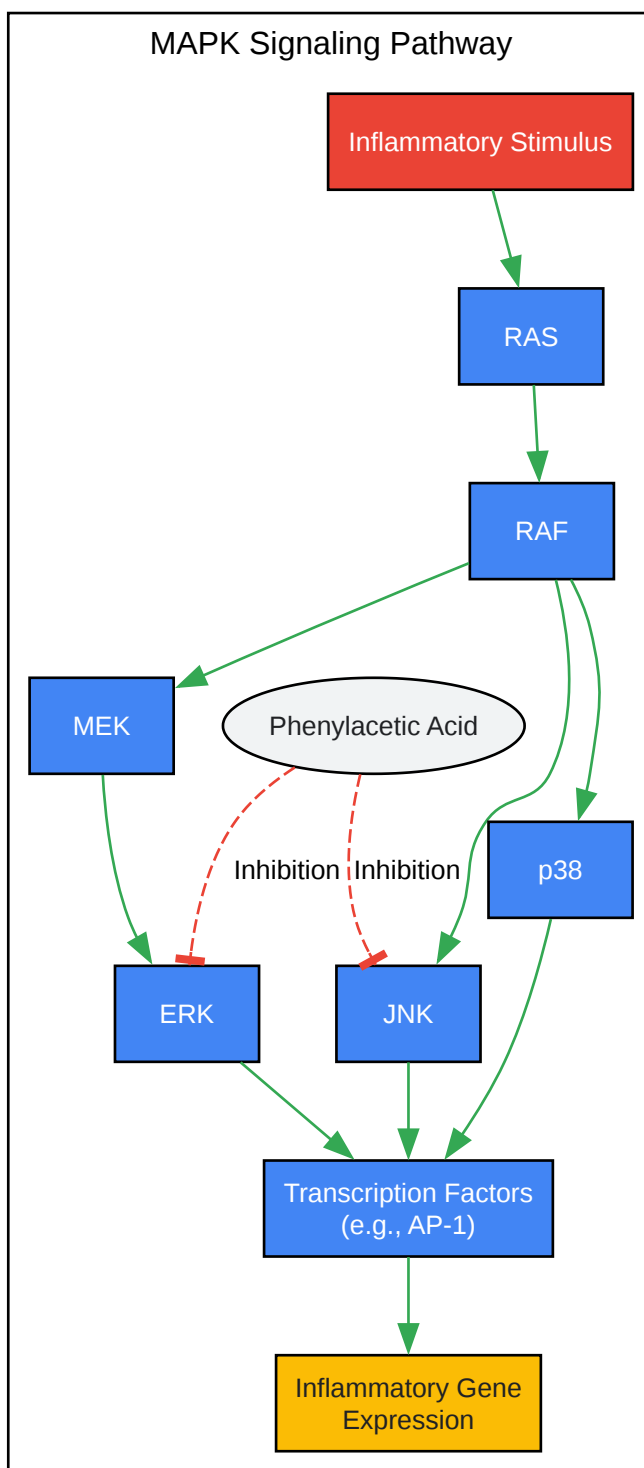 MAPK Signaling Pathway
Inflammatory Stimulus
RAS
RAF
MEK
Phenylacetic Acid
p38
Inhibition
Inhibition
ERK
JNK
Transcription Factors
(e.g., AP-1)
Inflammatory Gene
Expression